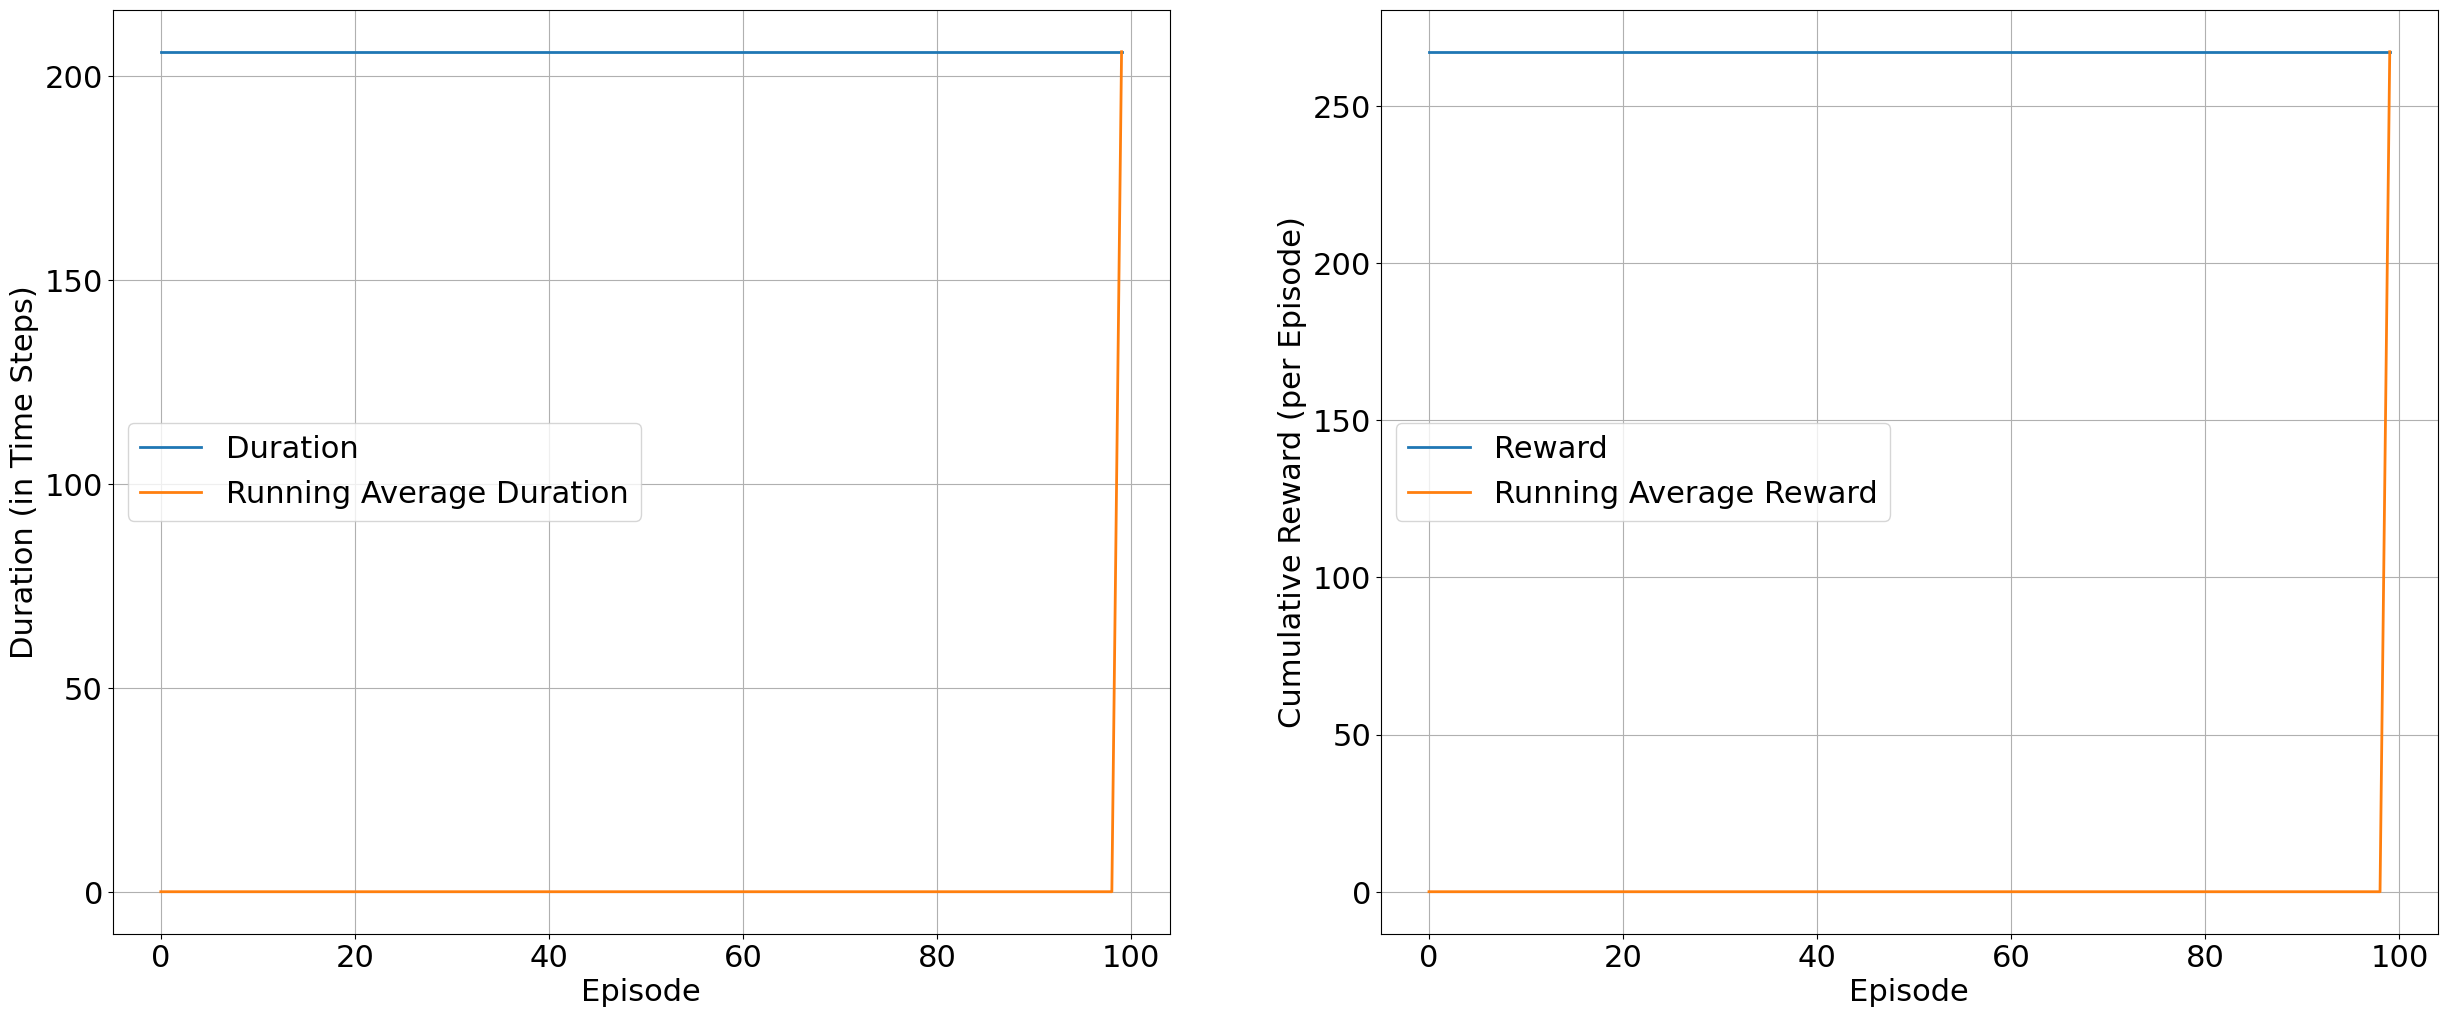 Duration (in Time Steps)
200
150
100
50
0
Duration
Running Average Duration
0 20 40 60 80 100
Episode
Cumulative Reward (per Episode)
250
200
150
100
50
0
Reward
Running Average Reward
0 20 40 60 80 100
Episode